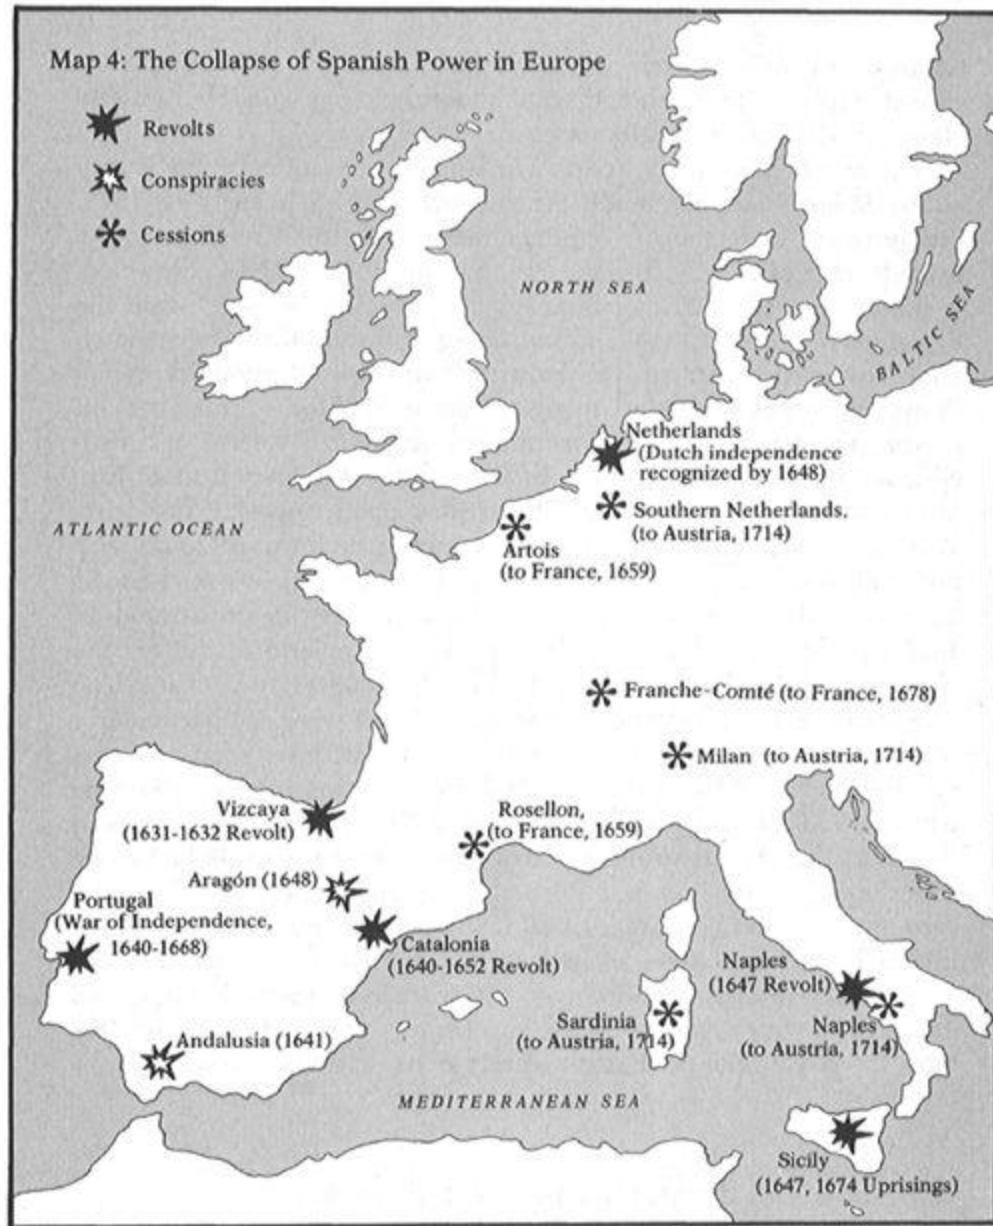 Map 4: The Collapse of Spanish Power in Europe
Revolts
Conspiracies
Cessions
NORTH SEA
BALTIC SEA
Netherlands
(Dutch independence
recognized by 1648)
ATLANTIC OCEAN
Southern Netherlands.
(to Austria, 1714)
Artois
(to France, 1659)
Franche-Comté (to France, 1678)
Milan (to Austria, 1714)
Vizcaya
(1631-1632 Revolt)
Rosellon,
(to France, 1659)
Aragón (1648)
Portugal
(War of Independence,
1640-1668)
Catalonía
(1640-1652 Revolt)
Naples
(1647 Revolt)
Sardinia
(to Austria, 1714)
Naples
(to Austria, 1714)
Andalusia (1641)
MEDITERRANEAN SEA
Sicily
(1647, 1674 Uprisings)